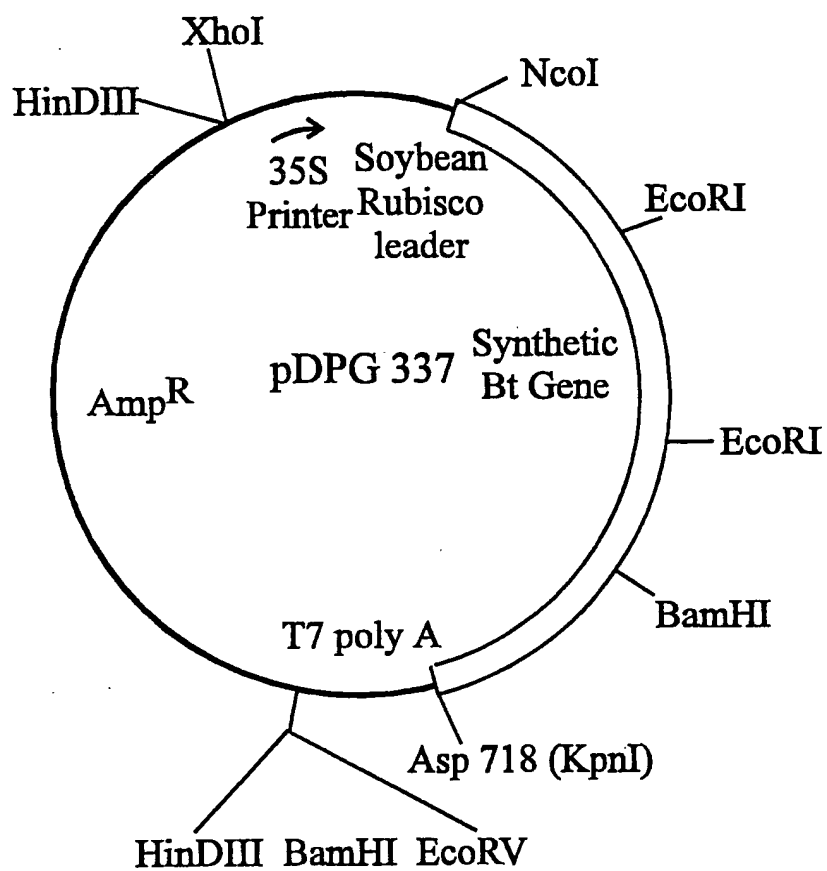 XhoI
HinDIII
NcoI
35S
Printer
Soybean
Rubisco
leader
EcoRI
pDPG 337
Synthetic
Bt Gene
Amp^R
EcoRI
BamHI
T7 poly A
Asp 718 (KpnI)
HinDIII BamHI EcoRV